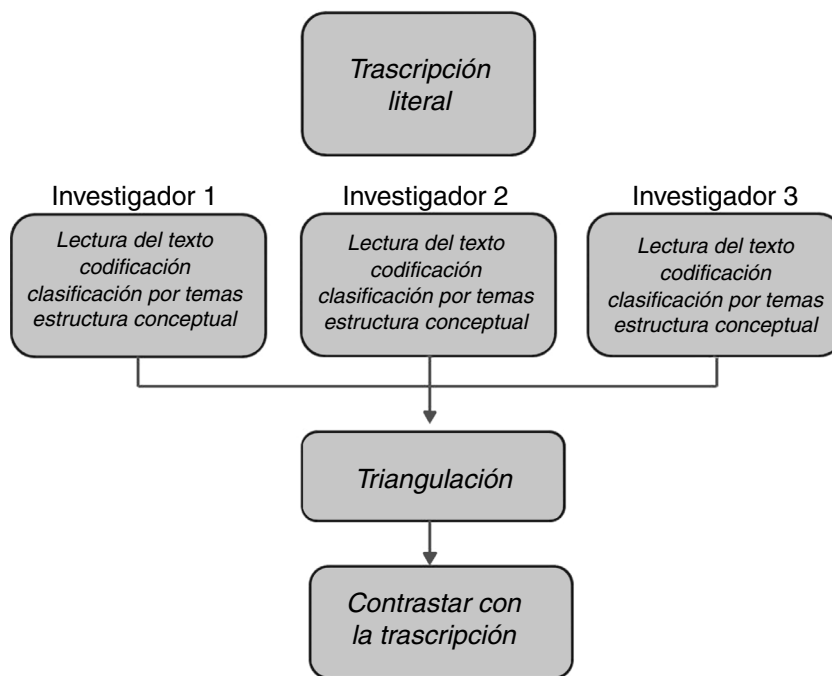 Trascripción
literal
Investigador 1
Lectura del texto
codificación
clasificación por temas
estructura conceptual
Investigador 2
Lectura del texto
codificación
clasificación por temas
estructura conceptual
Investigador 3
Lectura del texto
codificación
clasificación por temas
estructura conceptual
Triangulación
Contrastar con
la trascripción